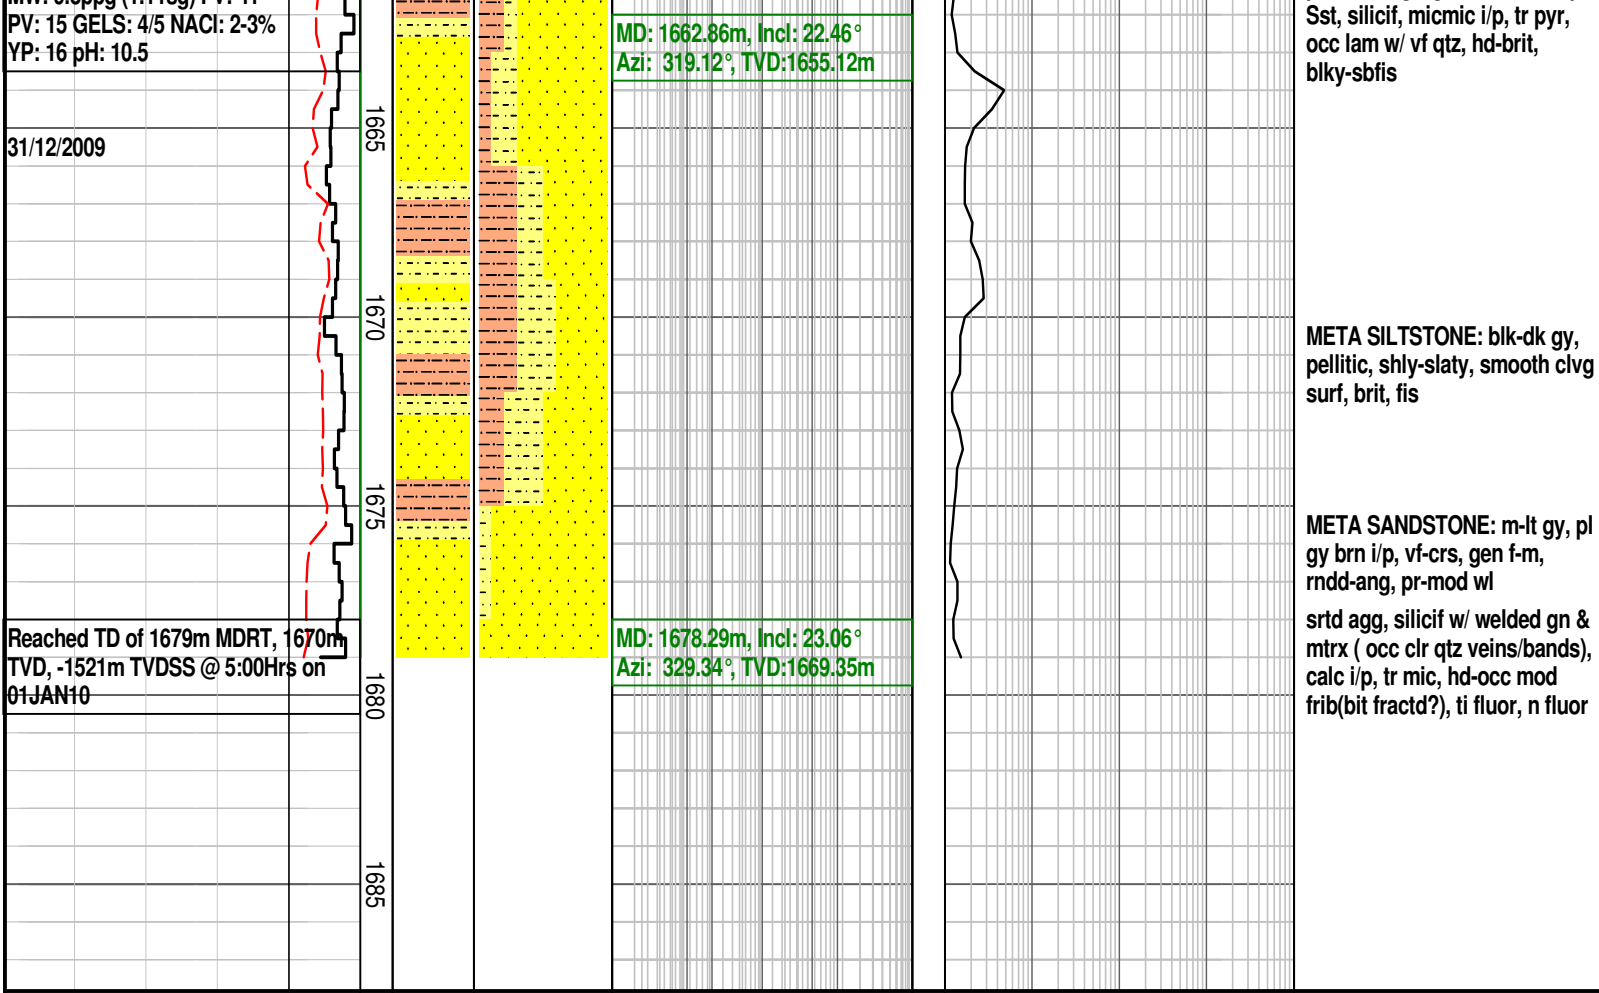 PV: 15 GELS: 4/5 NACI: 2-3%
YP: 16 pH: 10.5
31/12/2009
Reached TD of 1679m MDRT, 1670m
TVD, -1521m TVDSS @ 5:00Hrs on
01JAN10
1665
1670
1675
1680
1685
MD: 1662.86m, Incl: 22.46°
Azi: 319.12°, TVD:1655.12m
MD: 1678.29m, Incl: 23.06°
Azi: 329.34°, TVD:1669.35m
Sst, silicif, micmic i/p, tr pyr,
occ lam w/ vf qtz, hd-brit,
blky-sbfis
META SILTSTONE: blk-dk gy,
pellitic, shly-slaty, smooth clvg
surf, brit, fis
META SANDSTONE: m-lt gy, pl
gy brn i/p, vf-crs, gen f-m,
rndd-ang, pr-mod wl
srtd agg, silicif w/ welded gn &
mtrx ( occ clr qtz veins/bands),
calc i/p, tr mic, hd-occ mod
frib(bit fractd?), ti fluor, n fluor